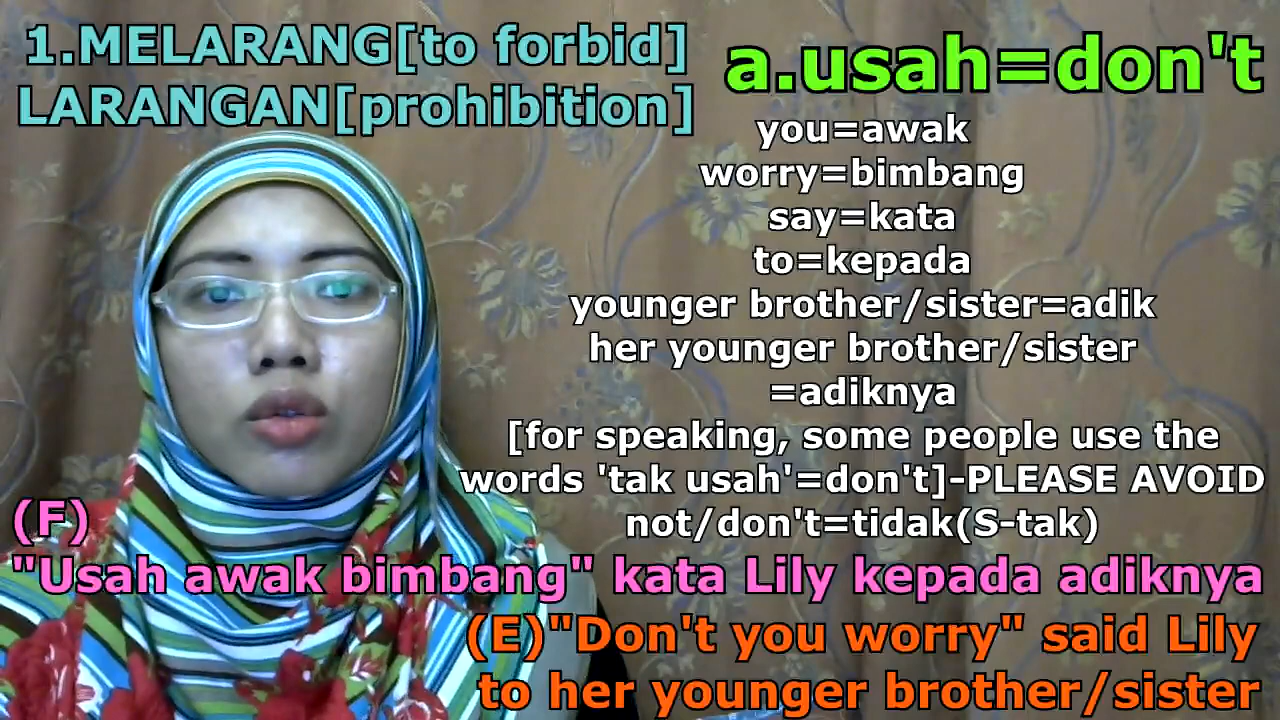 1.MELARANG[to forbid]
LARANGAN[prohibition]
a.usah=don't
you=awak
worry=bimbang
say=kata
to=kepada
younger brother/sister=adik
her younger brother/sister
=adiknya
[for speaking, some people use the
words 'tak usah'=don't]-PLEASE AVOID
not/don't=tidak(S-tak)
(F)
"Usah awak bimbang" kata Lily kepada adiknya
(E)"Don't you worry" said Lily
to her younger brother/sister